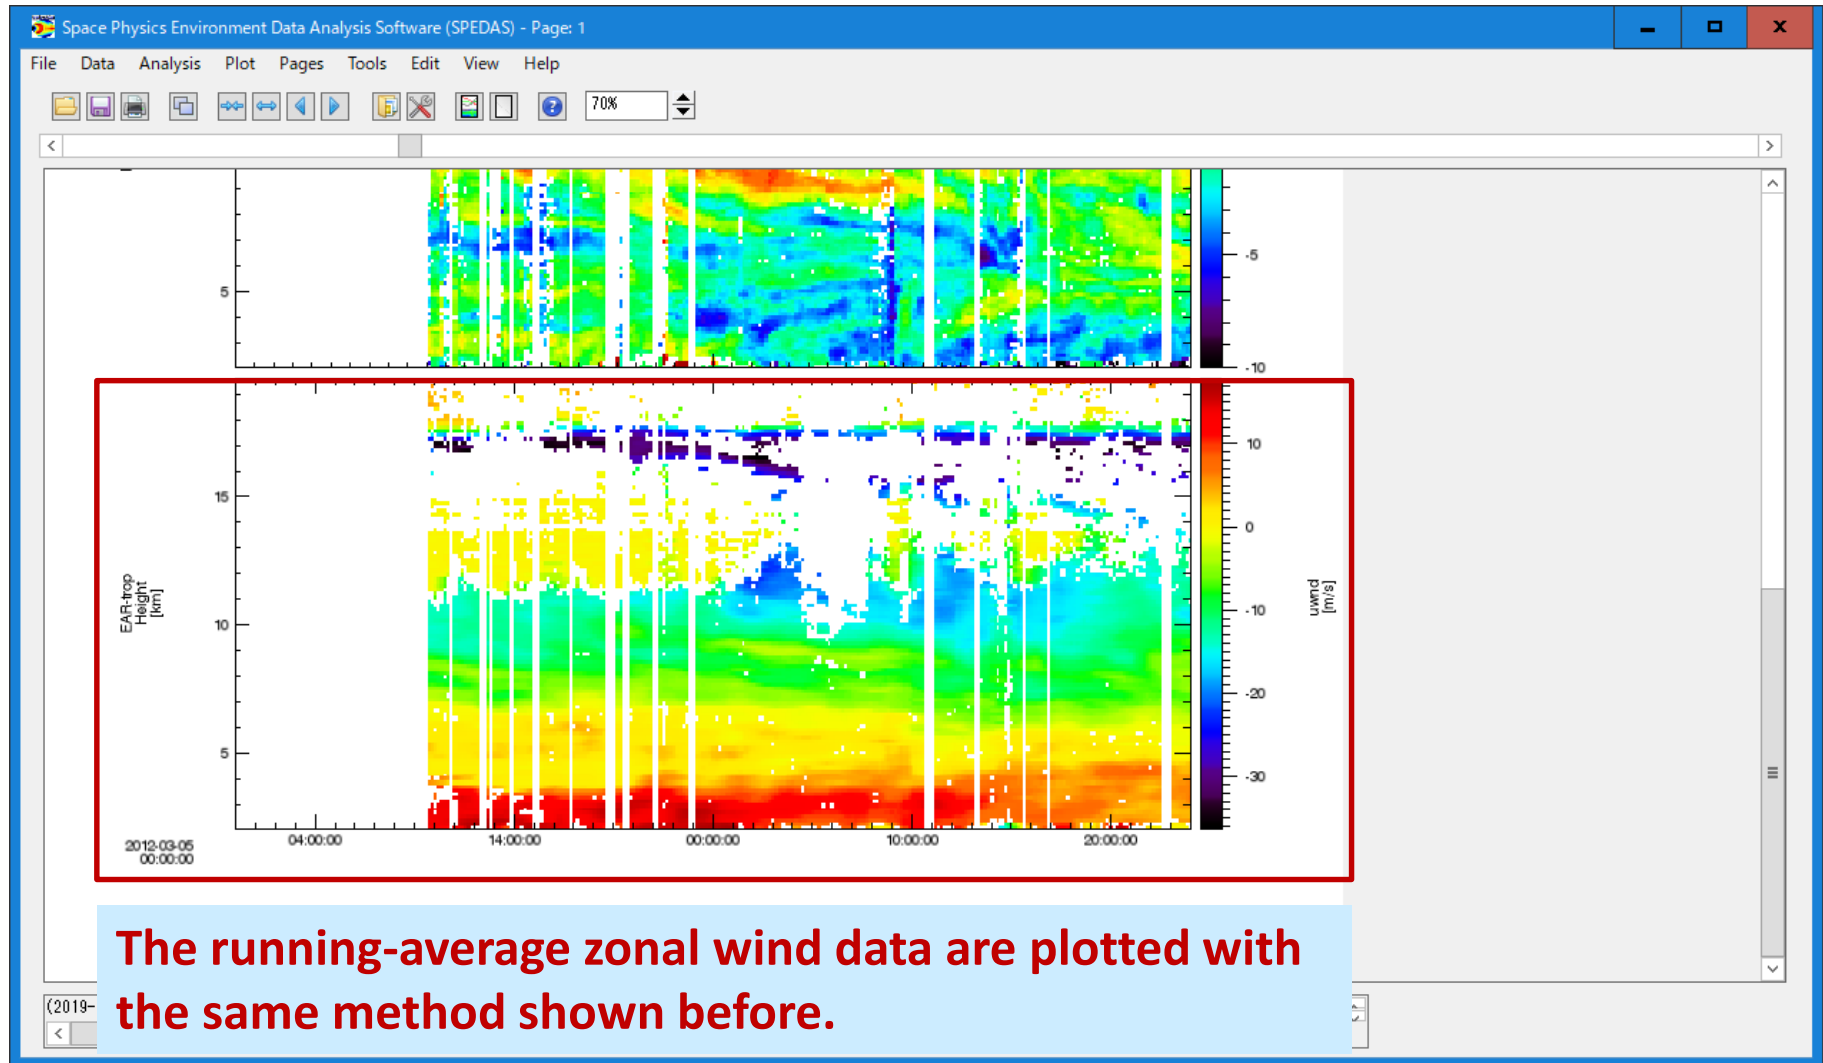 Space Physics Environment Data Analysis Software (SPEDAS) - Page: 1
File Data Analysis Plot Pages Tools Edit View Help
70%
5
-5
-10
15
10
5
EAR-trop
Height
[km]
10
0
-10
-20
-30
uwnd
[m/s]
04:00:00 14:00:00 00:00:00 10:00:00 20:00:00
2012-03-05
00:00:00
The running-average zonal wind data are plotted with
the same method shown before.
(2019-